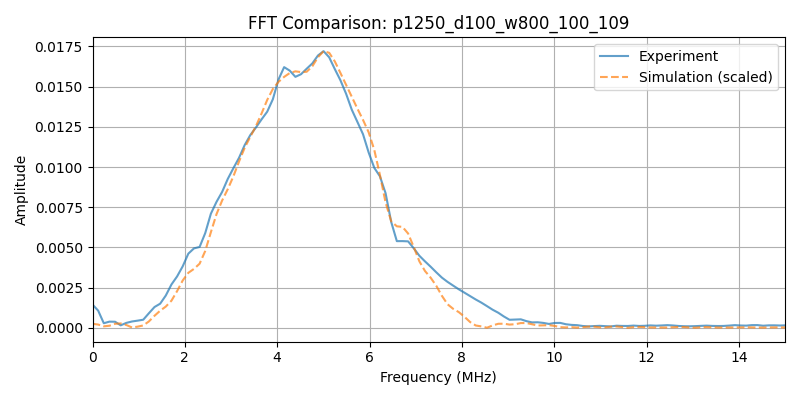 FFT Comparison: p1250_d100_w800_100_109
Experiment
Simulation (scaled)
Amplitude
0.0175
0.0150
0.0125
0.0100
0.0075
0.0050
0.0025
0.0000
0 2 4 6 8 10 12 14
Frequency (MHz)